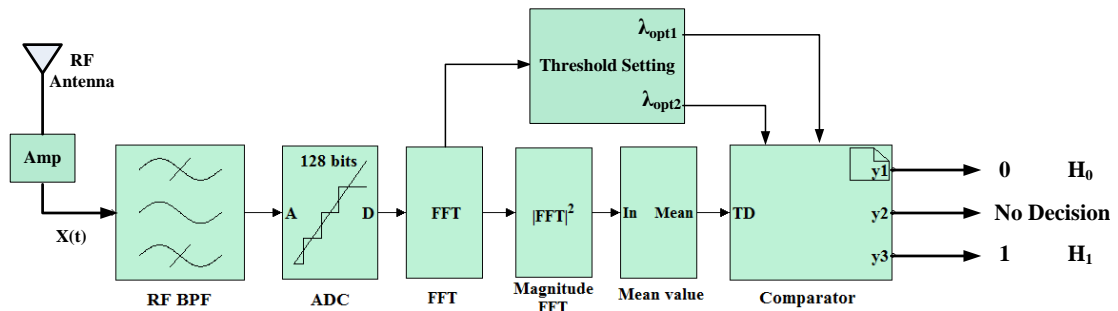 RF
Antenna
Amp
X(t)
RF BPF
128 bits
A
D
ADC
FFT
FFT
|FFT|²
Magnitude
FFT
In
Mean
Mean value
Threshold Setting
λopt1
λopt2
TD
y1
y2
y3
Comparator
0 H₀
No Decision
1 H₁